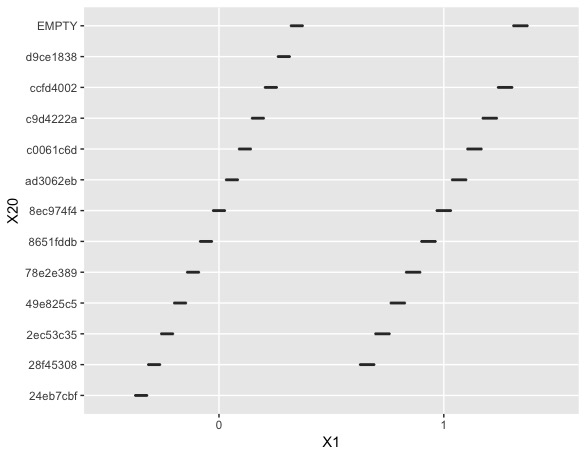 EMPTY
d9ce1838
ccfd4002
c9d4222a
c0061c6d
ad3062eb
8ec974f4
8651fddb
78e2e389
49e825c5
2ec53c35
28f45308
24eb7cbf
X20
0 1
X1